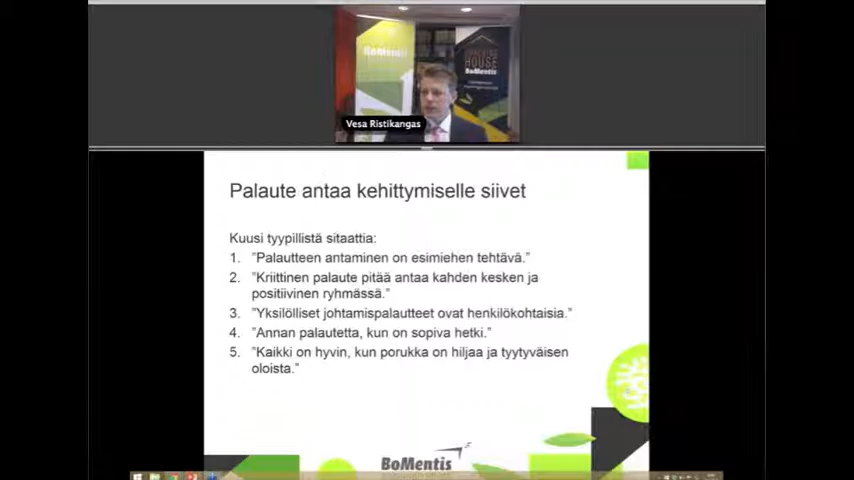 BoMentis
HOUSE
BoMentis
Vesa Ristikangas
Palaute antaa kehittymiselle siivet
Kuusi tyypillistä sitaattia:
1. ”Palautteen antaminen on esimiehen tehtävä.”
2. ”Kriittinen palaute pitää antaa kahden kesken ja
positiivinen ryhmässä.”
3. ”Yksilölliset johtamispalautteet ovat henkilökohtaisia.”
4. ”Annan palautetta, kun on sopiva hetki.”
5. ”Kaikki on hyvin, kun porukka on hiljaa ja tyytyväisen
oloista.”
BoMentis